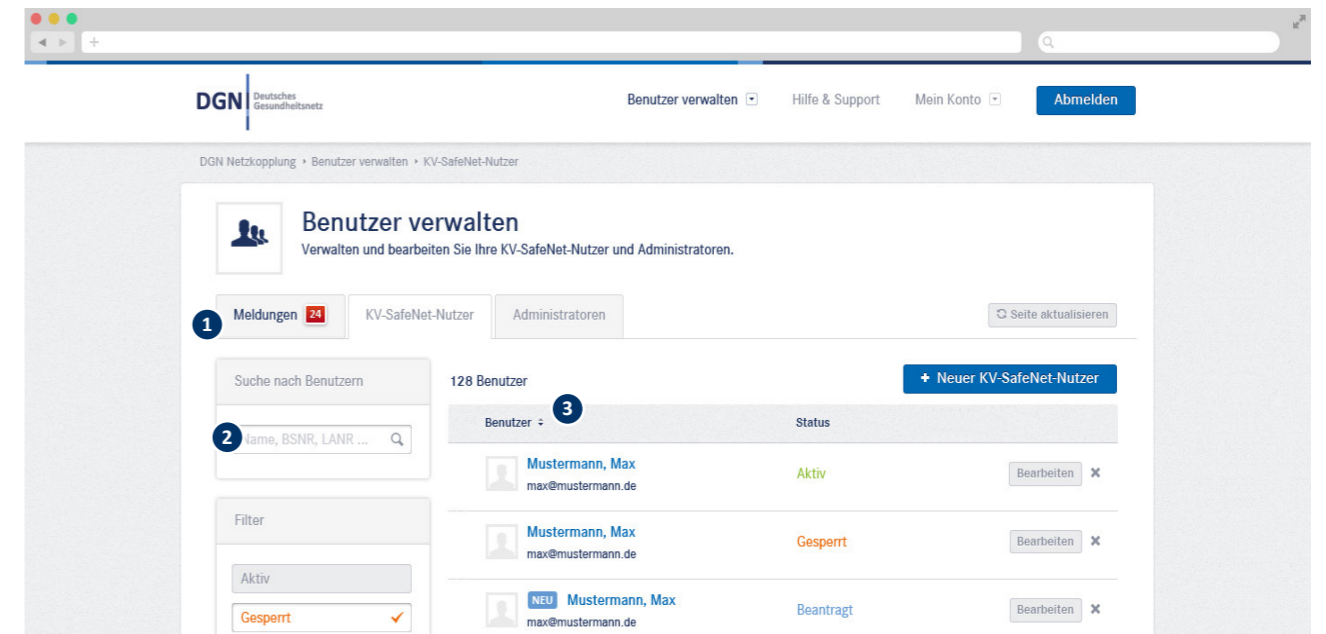 DGN Deutsches
Gesundheitsnetz
Benutzer verwalten
Hilfe & Support
Mein Konto
Abmelden
DGN Netzkopplung ‣ Benutzer verwalten ‣ KV-SafeNet-Nutzer
Benutzer verwalten
Verwalten und bearbeiten Sie Ihre KV-SafeNet-Nutzer und Administratoren.
1
Meldungen 24
KV-SafeNet-Nutzer
Administratoren
Seite aktualisieren
Suche nach Benutzern
2
Name, BSNR, LANR ...
Filter
Aktiv
Gesperrt
128 Benutzer
+ Neuer KV-SafeNet-Nutzer
3
Benutzer
Status
Mustermann, Max
max@mustermann.de
Aktiv
Bearbeiten
Mustermann, Max
max@mustermann.de
Gesperrt
Bearbeiten
NEU Mustermann, Max
max@mustermann.de
Beantragt
Bearbeiten